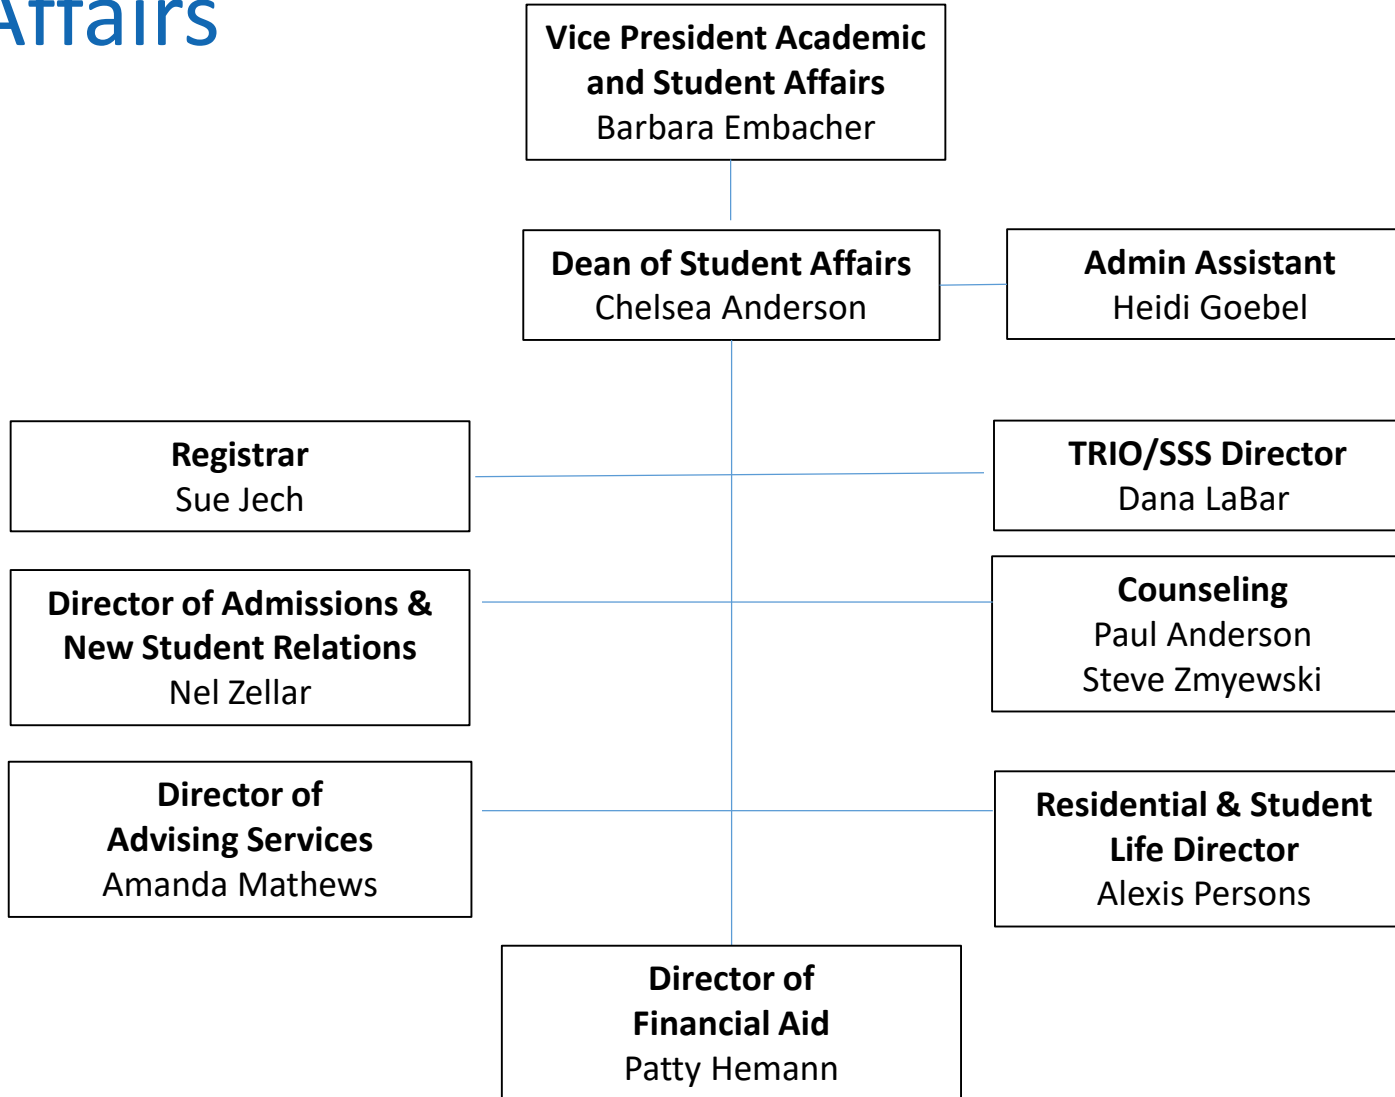 Affairs
Vice President Academic
and Student Affairs
Barbara Embacher
Dean of Student Affairs
Chelsea Anderson
Admin Assistant
Heidi Goebel
Registrar
Sue Jech
TRIO/SSS Director
Dana LaBar
Director of Admissions &
New Student Relations
Nel Zellar
Counseling
Paul Anderson
Steve Zmyewski
Director of
Advising Services
Amanda Mathews
Residential & Student
Life Director
Alexis Persons
Director of
Financial Aid
Patty Hemann